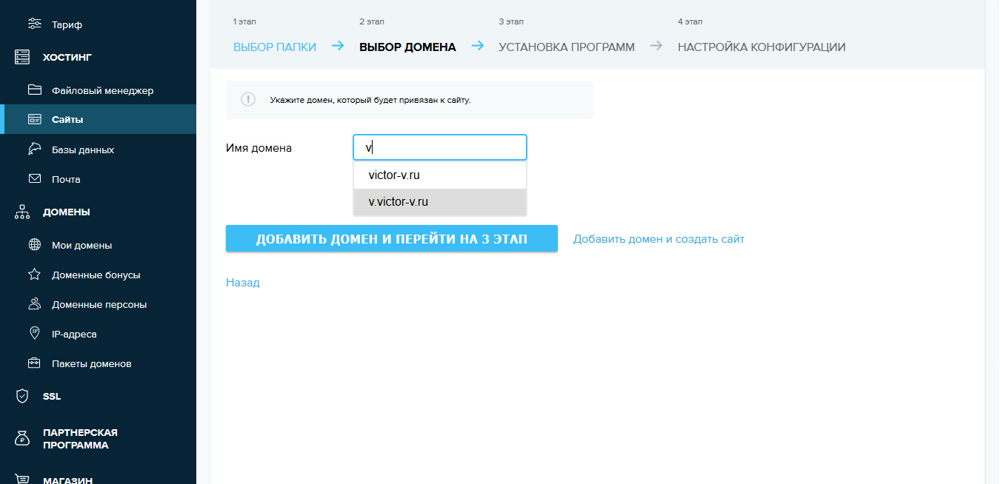 Тариф
ХОСТИНГ
Файловый менеджер
Сайты
Базы данных
Почта
ДОМЕНЫ
Мои домены
Доменные бонусы
Доменные персоны
IP
IP-адреса
Пакеты доменов
SSL
ПАРТНЕРСКАЯ
ПРОГРАММА
МАГАЗИН
1 этап
ВЫБОР ПАПКИ
2 этап
ВЫБОР ДОМЕНА
3 этап
УСТАНОВКА ПРОГРАММ
4 этап
НАСТРОЙКА КОНФИГУРАЦИИ
Укажите домен, который будет привязан к сайту.
Имя домена
v
victor-v.ru
v.victor-v.ru
ДОБАВИТЬ ДОМЕН И ПЕРЕЙТИ НА 3 ЭТАП
Добавить домен и создать сайт
Назад